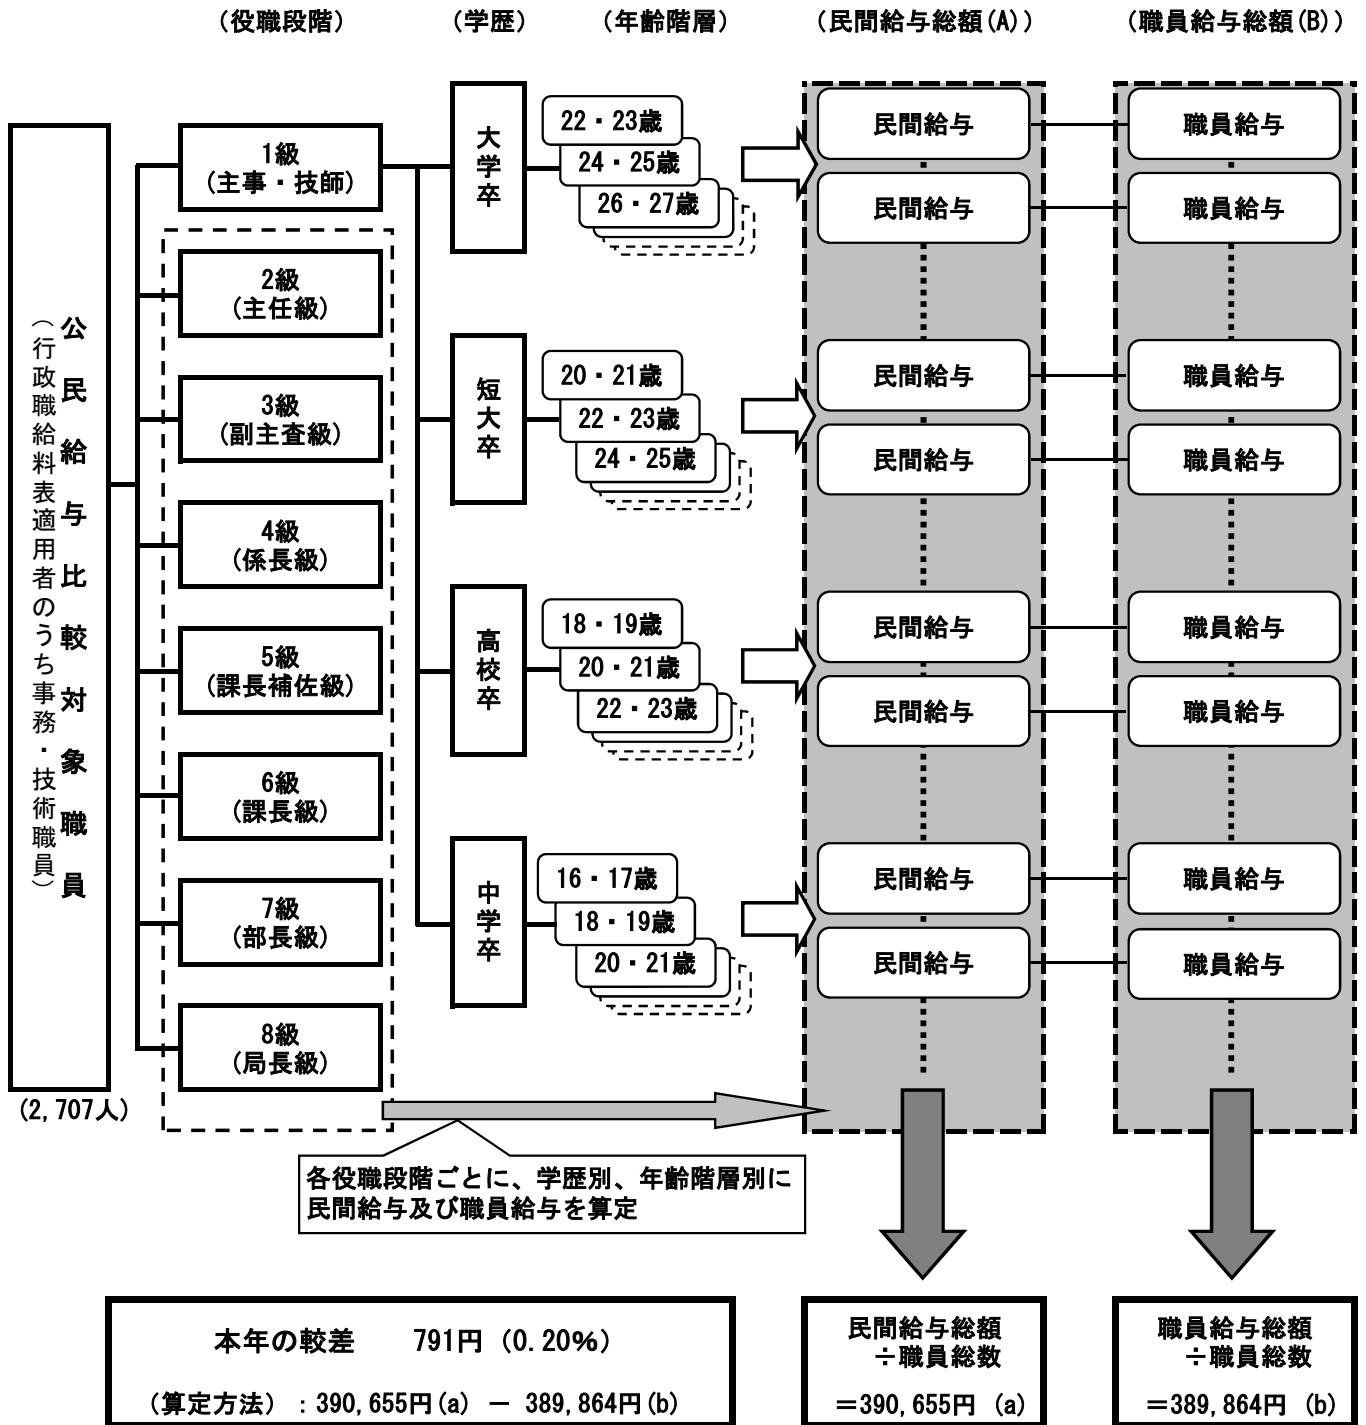 (役職段階)
(学歴)
(年齢階層)
(民間給与総額(A))
(職員給与総額(B))
公民給与比較対象職員
(行政職給料表適用者のうち事務・技術職員)
(2,707人)
1級
(主事・技師)
2級
(主任級)
3級
(副主査級)
4級
(係長級)
5級
(課長補佐級)
6級
(課長級)
7級
(部長級)
8級
(局長級)
大学卒
22・23歳
24・25歳
26・27歳
短大卒
20・21歳
22・23歳
24・25歳
高校卒
18・19歳
20・21歳
22・23歳
中学卒
16・17歳
18・19歳
20・21歳
民間給与
職員給与
民間給与
職員給与
民間給与
職員給与
民間給与
職員給与
民間給与
職員給与
民間給与
職員給与
民間給与
職員給与
民間給与
職員給与
各役職段階ごとに、学歴別、年齢階層別に
民間給与及び職員給与を算定
本年の較差 791円(0.20%)
(算定方法):390,655円(a) － 389,864円(b)
民間給与総額
÷職員総数
＝390,655円 (a)
職員給与総額
÷職員総数
＝389,864円 (b)